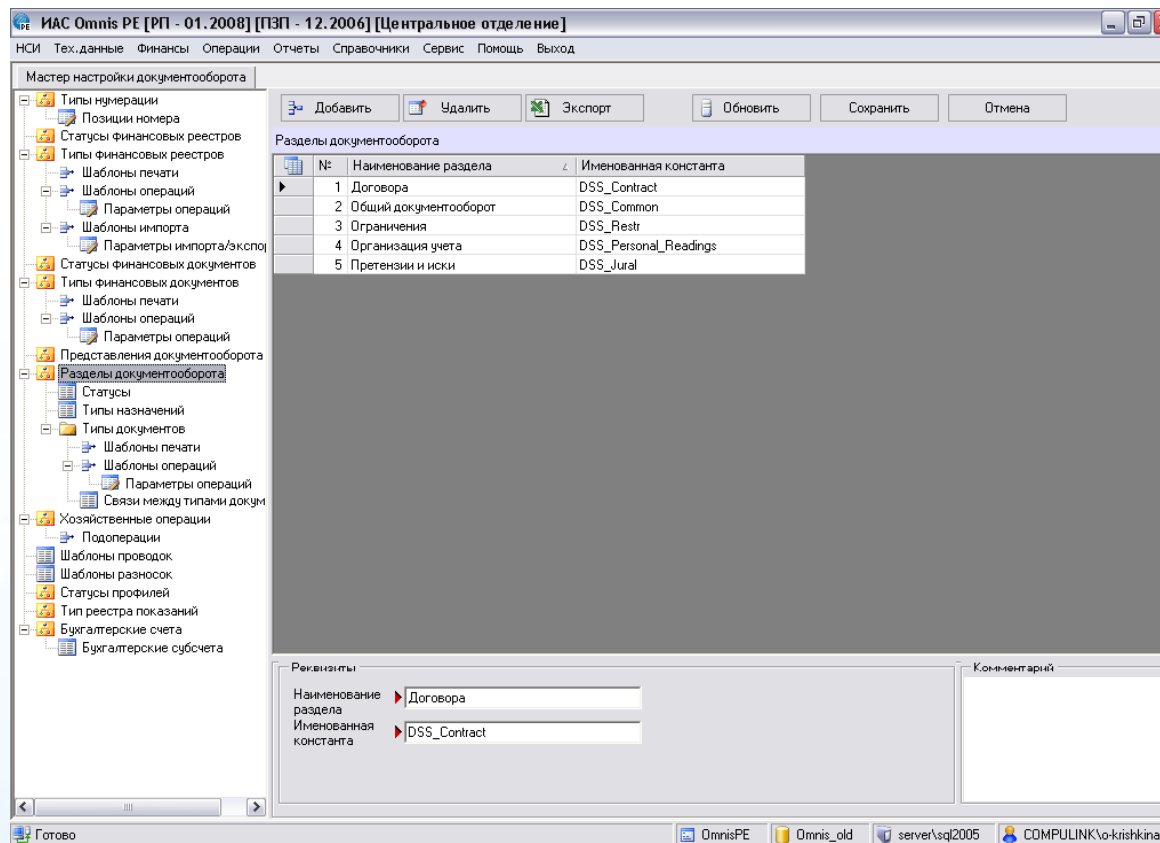 ИАС Omnis PE [РП - 01.2008] [ПЗП - 12.2006] [Центральное отделение]
НСИ Тех.данные Финансы Операции Отчеты Справочники Сервис Помощь Выход
Мастер настройки документооборота
Типы нумерации
Позиции номера
Статусы финансовых реестров
Типы финансовых реестров
Шаблоны печати
Шаблоны операций
Параметры операций
Шаблоны импорта
Параметры импорта/экспо
Статусы финансовых документов
Типы финансовых документов
Шаблоны печати
Шаблоны операций
Параметры операций
Представления документооборота
Разделы документооборота
Статусы
Типы назначений
Типы документов
Шаблоны печати
Шаблоны операций
Параметры операций
Связи между типами докум
Хозяйственные операции
Подоперации
Шаблоны проводок
Шаблоны разносок
Статусы профилей
Тип реестра показаний
Бухгалтерские счета
Бухгалтерские субсчета
Добавить Удалить Экспорт Обновить Сохранить Отмена
Разделы документооборота
№ Наименование раздела Именованная константа
1 Договора DSS_Contract
2 Общий документооборот DSS_Common
3 Ограничения DSS_Restr
4 Организация учета DSS_Personal_Readings
5 Претензии и иски DSS_Jural
Реквизиты
Наименование раздела Договора
Именованная константа DSS_Contract
Комментарий
Готово OmnisPE Omnis_old server\sql2005 COMPULINK\o-krishkina